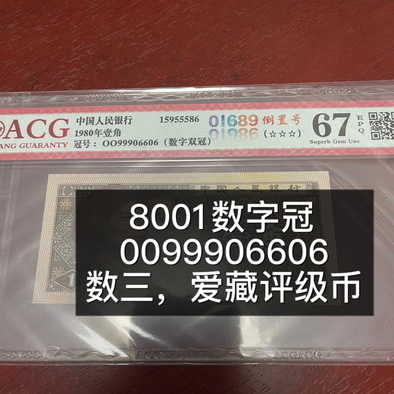 ACG
ANG GUARANTY
中国人民银行
15955586
1980年壹角
冠号: OO99906606 (数字双冠)
01689 倒置号
(☆☆☆)
67
EPQ
Superb Gem Unc
8001数字冠
0099906606
数三，爱藏评级币